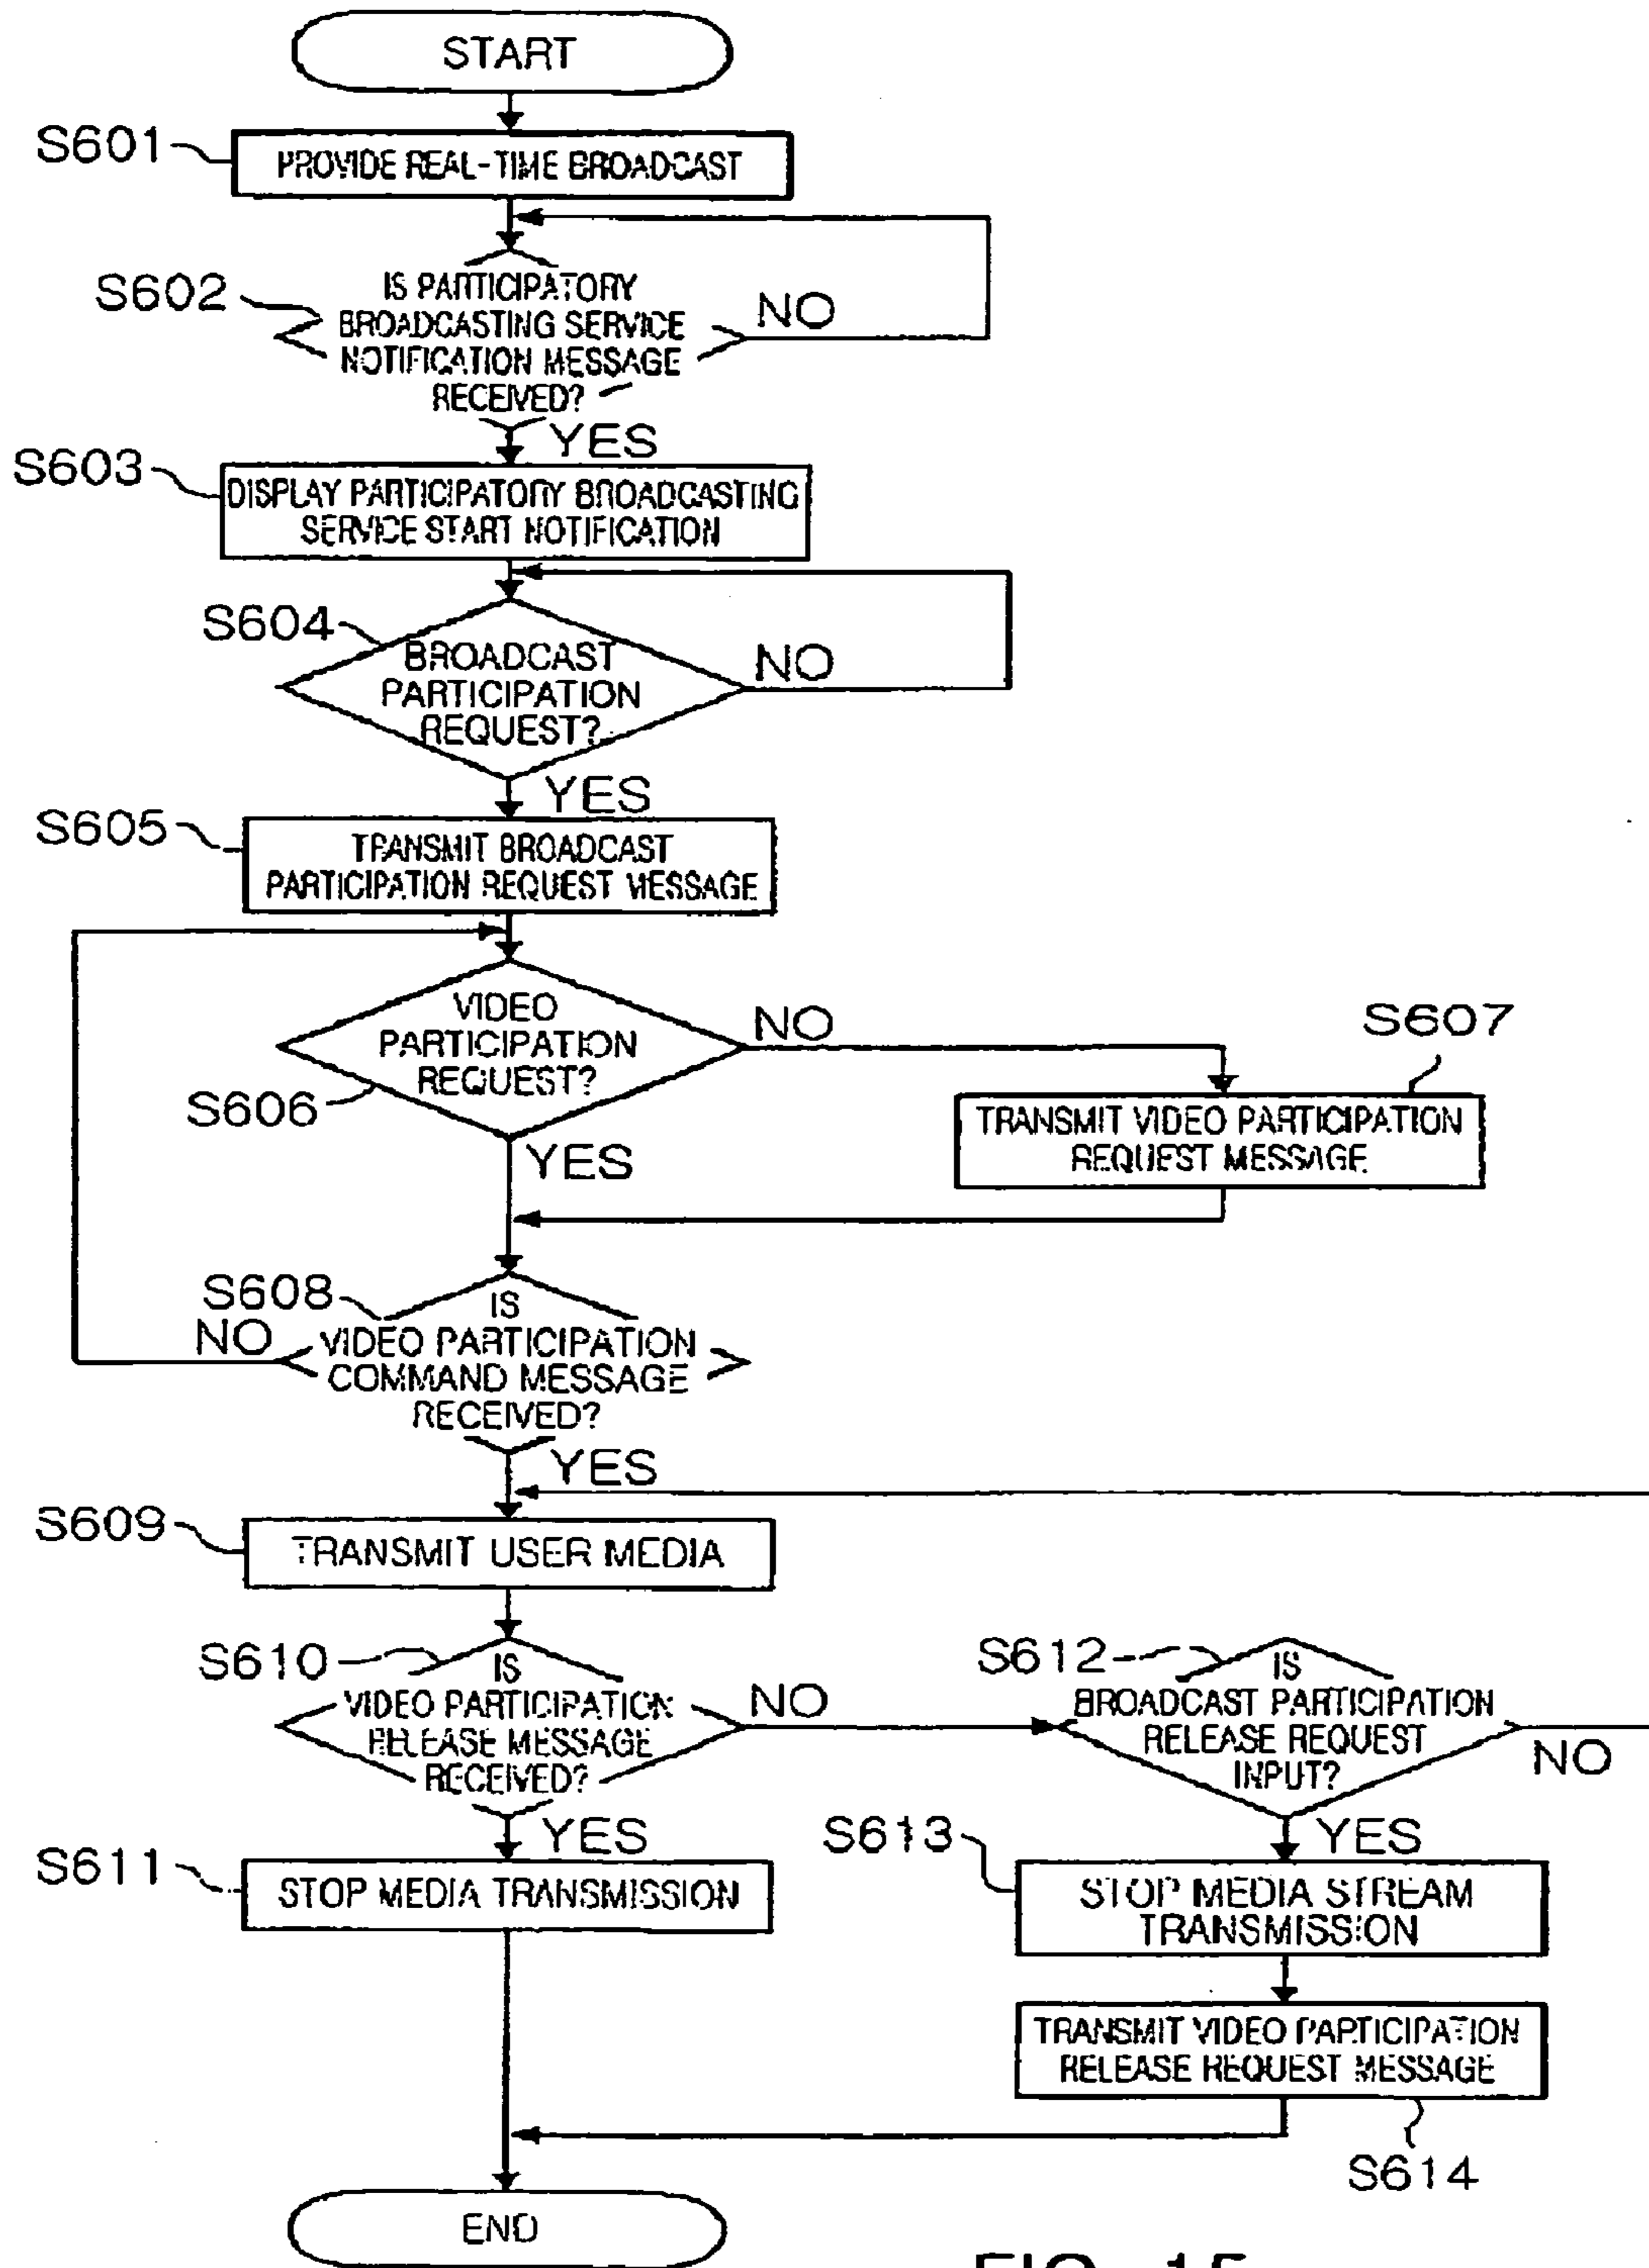 START
S601
PROVIDE REAL-TIME BROADCAST
S602
IS PARTICIPATORY
BROADCASTING SERVICE
NOTIFICATION MESSAGE
RECEIVED?
NO
YES
S603
DISPLAY PARTICIPATORY BROADCASTING
SERVICE START NOTIFICATION
S604
BROADCAST
PARTICIPATION
REQUEST?
NO
YES
S605
TRANSMIT BROADCAST
PARTICIPATION REQUEST MESSAGE
VIDEO
PARTICIPATION
REQUEST?
S606
NO
YES
S607
TRANSMIT VIDEO PARTICIPATION
REQUEST MESSAGE
S608
IS
VIDEO PARTICIPATION
COMMAND MESSAGE
RECEIVED?
NO
YES
S609
TRANSMIT USER MEDIA
S610
IS
VIDEO PARTICIPATION
RELEASE MESSAGE
RECEIVED?
NO
YES
S612
IS
BROADCAST PARTICIPATION
RELEASE REQUEST
INPUT?
NO
YES
S611
STOP MEDIA TRANSMISSION
S613
STOP MEDIA STREAM
TRANSMISSION
TRANSMIT VIDEO PARTICIPATION
RELEASE REQUEST MESSAGE
S614
END
FIG. 15